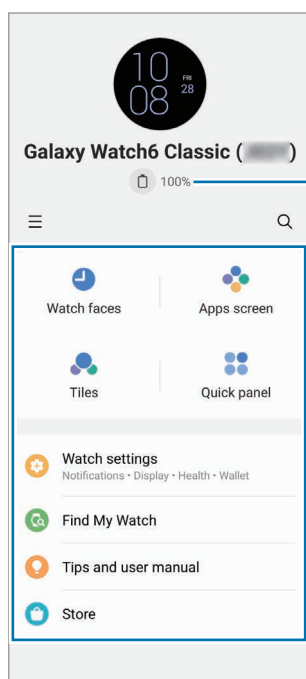 10
08
FRI
28
Galaxy Watch6 Classic ( )
100%
Watch faces
Apps screen
Tiles
Quick panel
Watch settings
Notifications • Display • Health • Wallet
Find My Watch
Tips and user manual
Store